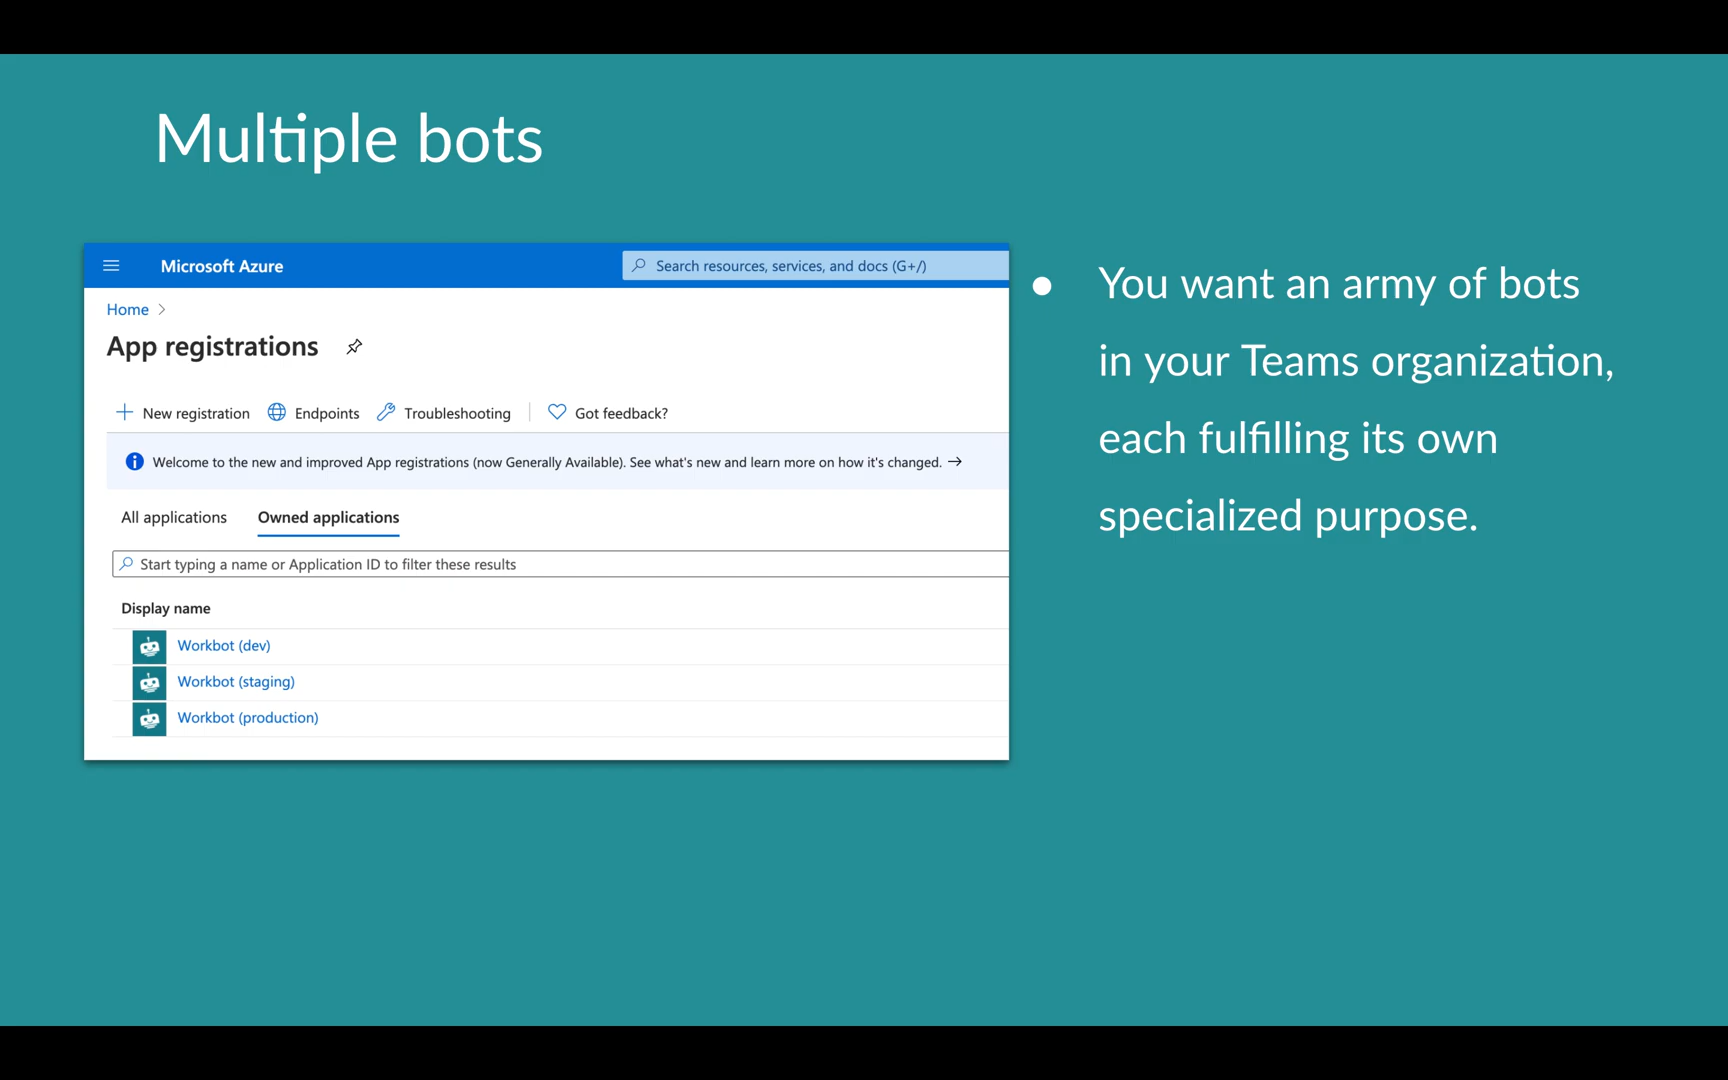 Multiple bots
Microsoft Azure
Search resources, services, and docs (G+/)
Home
App registrations
New registration Endpoints Troubleshooting Got feedback?
Welcome to the new and improved App registrations (now Generally Available). See what's new and learn more on how it's changed. →
All applications Owned applications
Start typing a name or Application ID to filter these results
Display name
Workbot (dev)
Workbot (staging)
Workbot (production)
● You want an army of bots
in your Teams organization,
each fulfilling its own
specialized purpose.